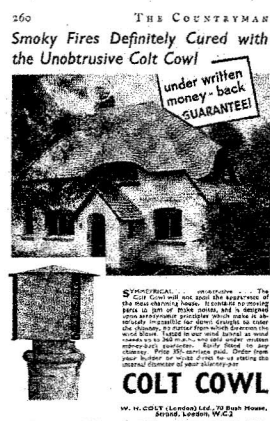 260 THE COUNTRYMAN
Smoky Fires Definitely Cured with
the Unobtrusive Colt Cowl
under written
money-back
GUARANTEE!
SYMMETRICAL . . . unobtrusive . . . The
Colt Cowl will not spoil the appearance of
the most charming house. It contains no moving
parts to jam or make noises, and is designed
upon aerodynamic principles which make it ab-
solutely impossible for down draught to enter
the chimney, no matter from which direction the
wind blows. Tested in our wind tunnel at wind
speeds up to m.p.h. and sold under written
money-back guarantee. Easily fitted to any
chimney. Price carriage paid. Order from
your builder or write direct to us stating the
internal diameter of your chimney-pot
COLT COWL
W. H. COLT (London) Ltd., 70 Bush House,
Strand, London, W.C.2